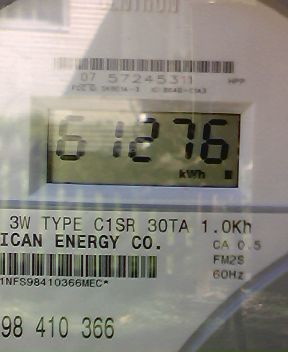 CENTRON
07 57245311
61276
kWh
3W TYPE C1SR 30TA 1.0Kh
ICAN ENERGY CO.
CA 0.5
FM2S
60Hz
1NFS98410366MEC*
98 410 366